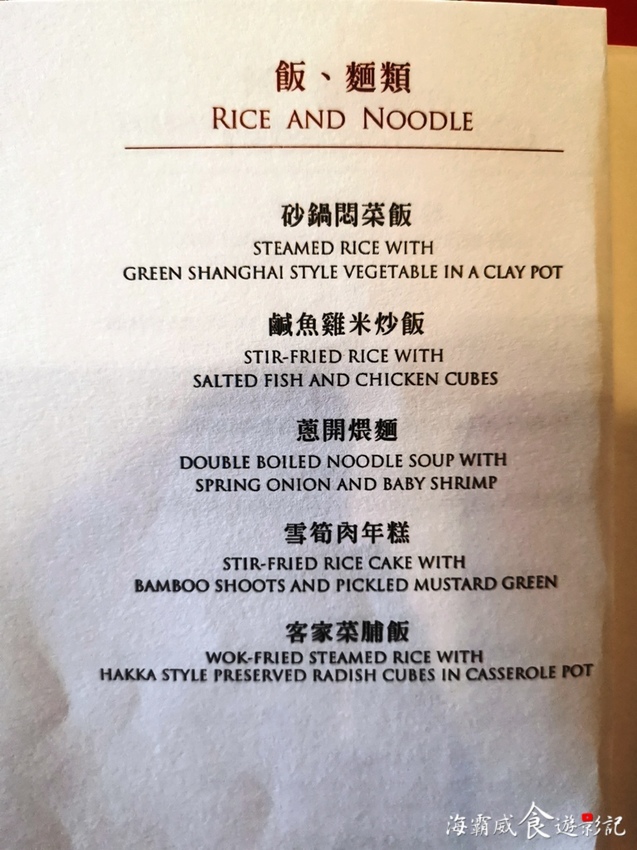 飯、麵類
RICE AND NOODLE
砂鍋悶菜飯
STEAMED RICE WITH
GREEN SHANGHAI STYLE VEGETABLE IN A CLAY POT
鹹魚雞米炒飯
STIR-FRIED RICE WITH
SALTED FISH AND CHICKEN CUBES
蔥開煨麵
DOUBLE BOILED NOODLE SOUP WITH
SPRING ONION AND BABY SHRIMP
雪筍肉年糕
STIR-FRIED RICE CAKE WITH
BAMBOO SHOOTS AND PICKLED MUSTARD GREEN
客家菜脯飯
WOK-FRIED STEAMED RICE WITH
HAKKA STYLE PRESERVED RADISH CUBES IN CASSEROLE POT
海霸威食遊影記